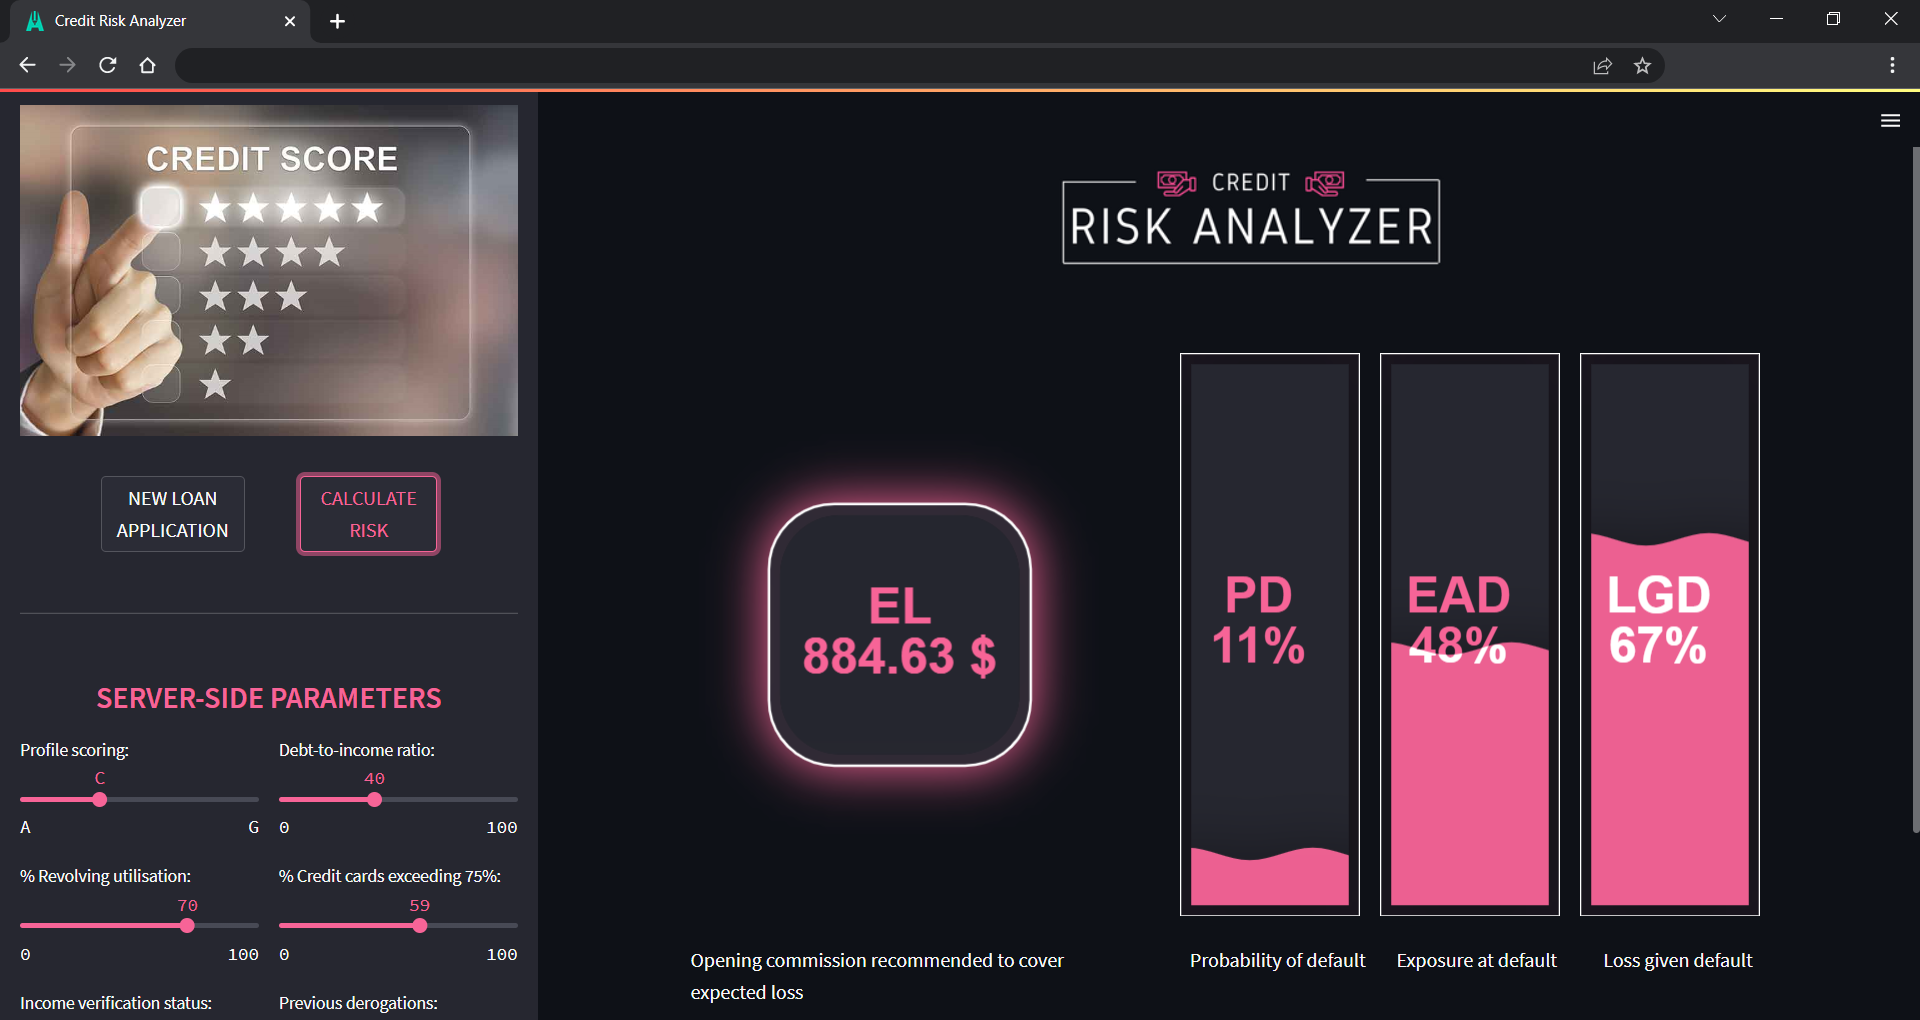 Credit Risk Analyzer
CREDIT SCORE
NEW LOAN
APPLICATION
CALCULATE
RISK
SERVER-SIDE PARAMETERS
Profile scoring:
C
A G
Debt-to-income ratio:
40
0 100
% Revolving utilisation:
70
0 100
% Credit cards exceeding 75%:
59
0 100
Income verification status:
Previous derogations:
CREDIT
RISK ANALYZER
EL
884.63 $
PD
11%
EAD
48%
LGD
67%
Opening commission recommended to cover
expected loss
Probability of default
Exposure at default
Loss given default